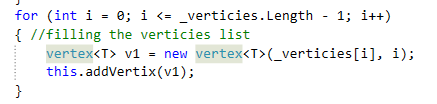 for (int i = 0; i <= _verticies.Length - 1; i++)
{ //filling the verticies list
vertex<T> v1 = new vertex<T>(_verticies[i], i);
this.addVertix(v1);
}